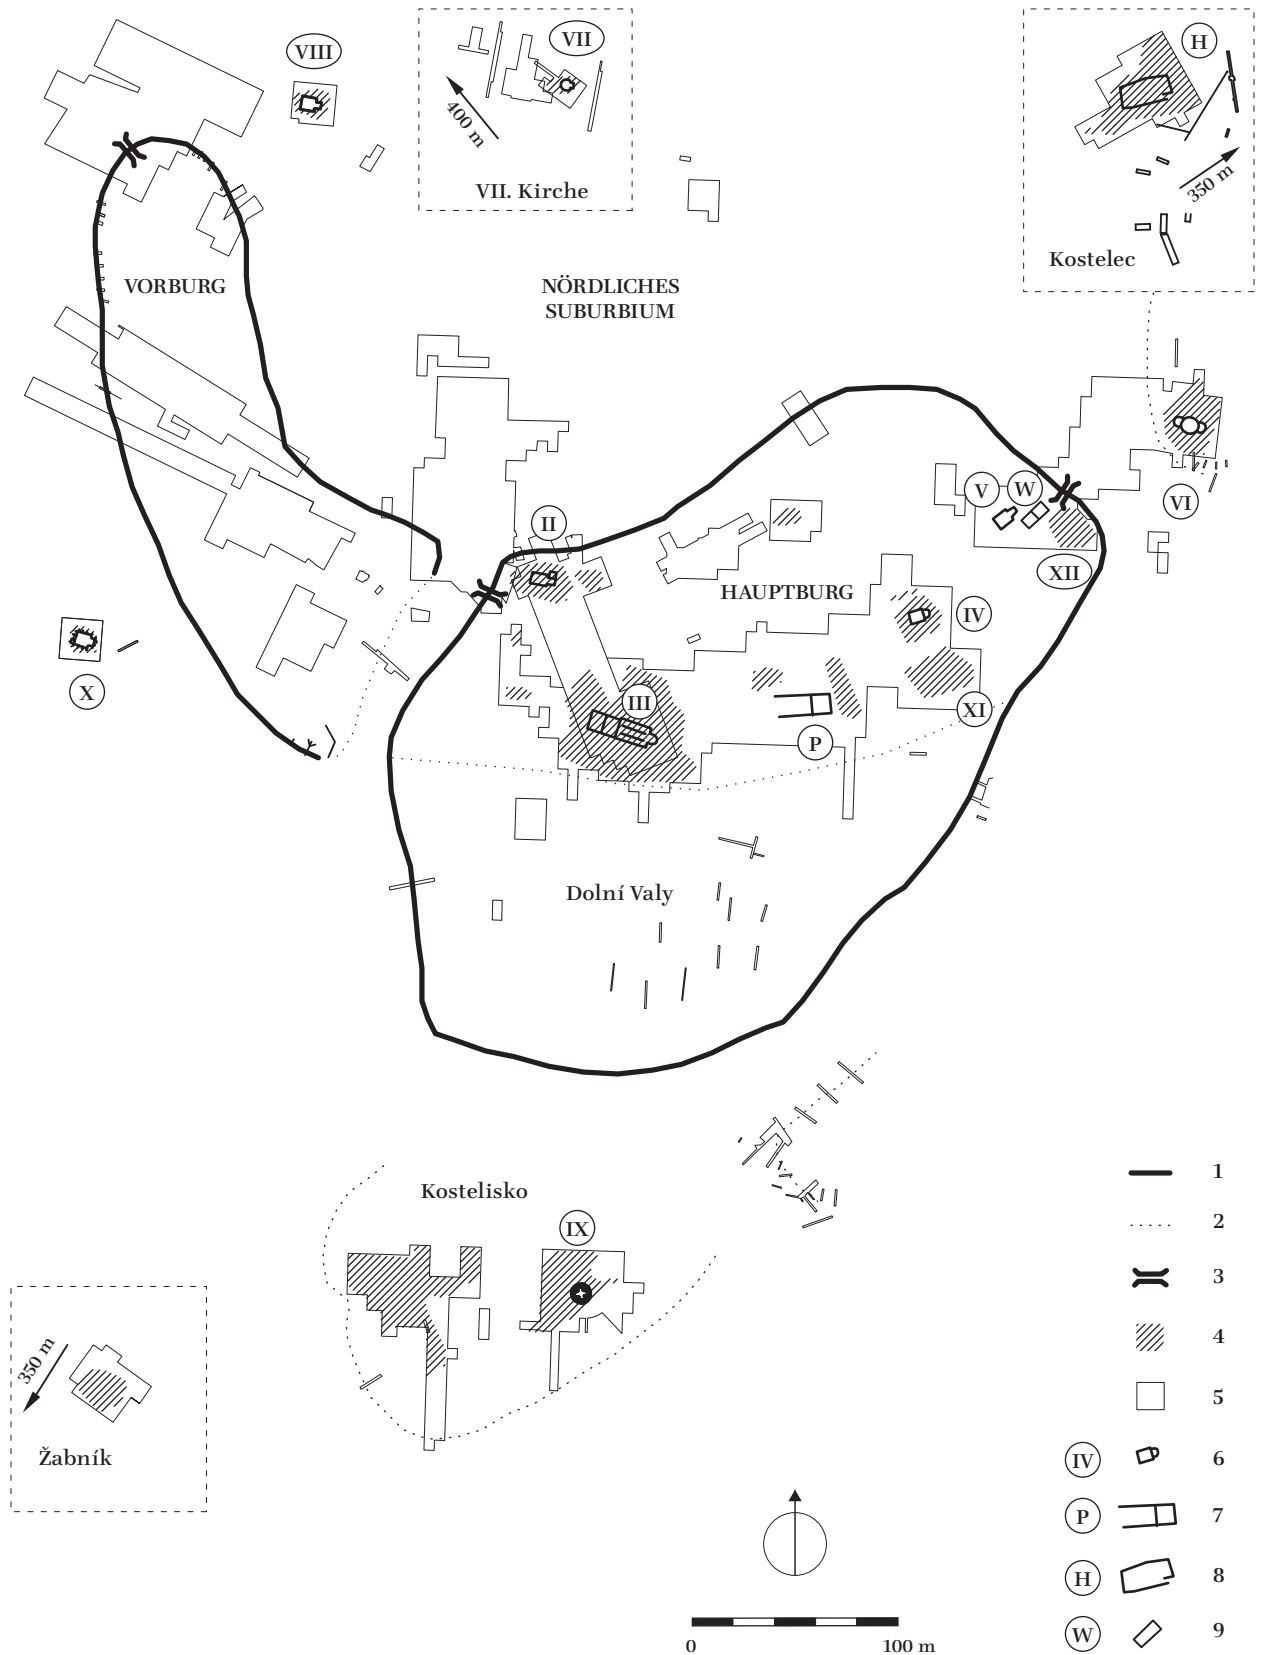 VIII
VII
400 m
VII. Kirche
H
350 m
Kostelec
VORBURG
NÖRDLICHES
SUBURBIUM
II
V
W
VI
XII
HAUPTBURG
IV
X
III
XI
P
Dolní Valy
Kostelisko
IX
350 m
Žabník
1
2
3
4
5
IV 6
P 7
H 8
W 9
0 100 m